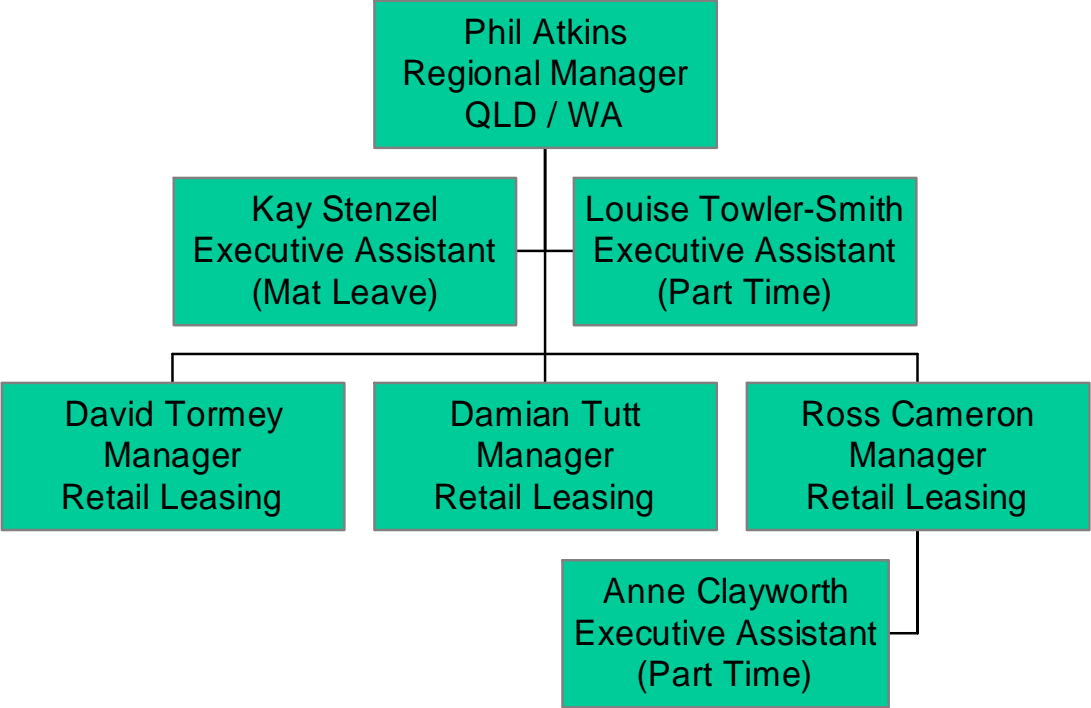 Phil Atkins
Regional Manager
QLD / WA
Kay Stenzel
Executive Assistant
(Mat Leave)
Louise Towler-Smith
Executive Assistant
(Part Time)
David Tormey
Manager
Retail Leasing
Damian Tutt
Manager
Retail Leasing
Ross Cameron
Manager
Retail Leasing
Anne Clayworth
Executive Assistant
(Part Time)